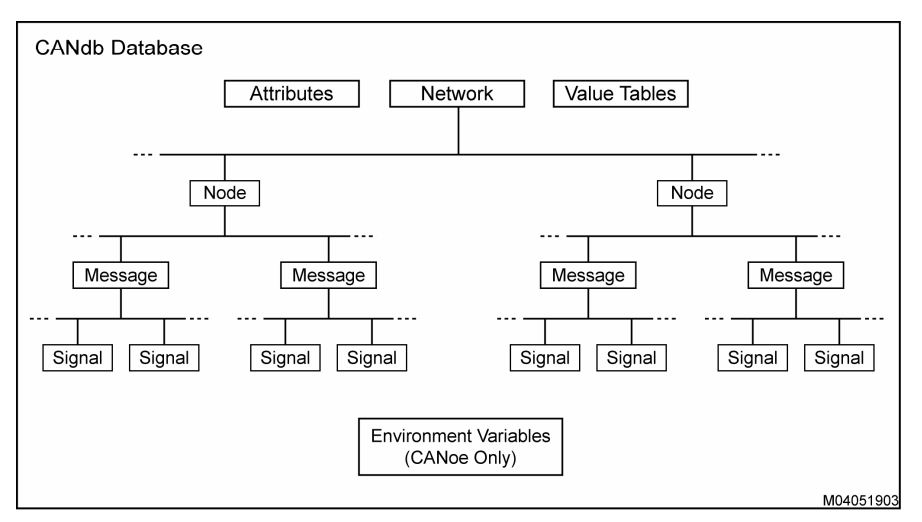 CANdb Database
Attributes
Network
Value Tables
Node
Node
Message
Message
Message
Message
Signal
Signal
Signal
Signal
Signal
Signal
Signal
Signal
Environment Variables
(CANoe Only)
M04051903